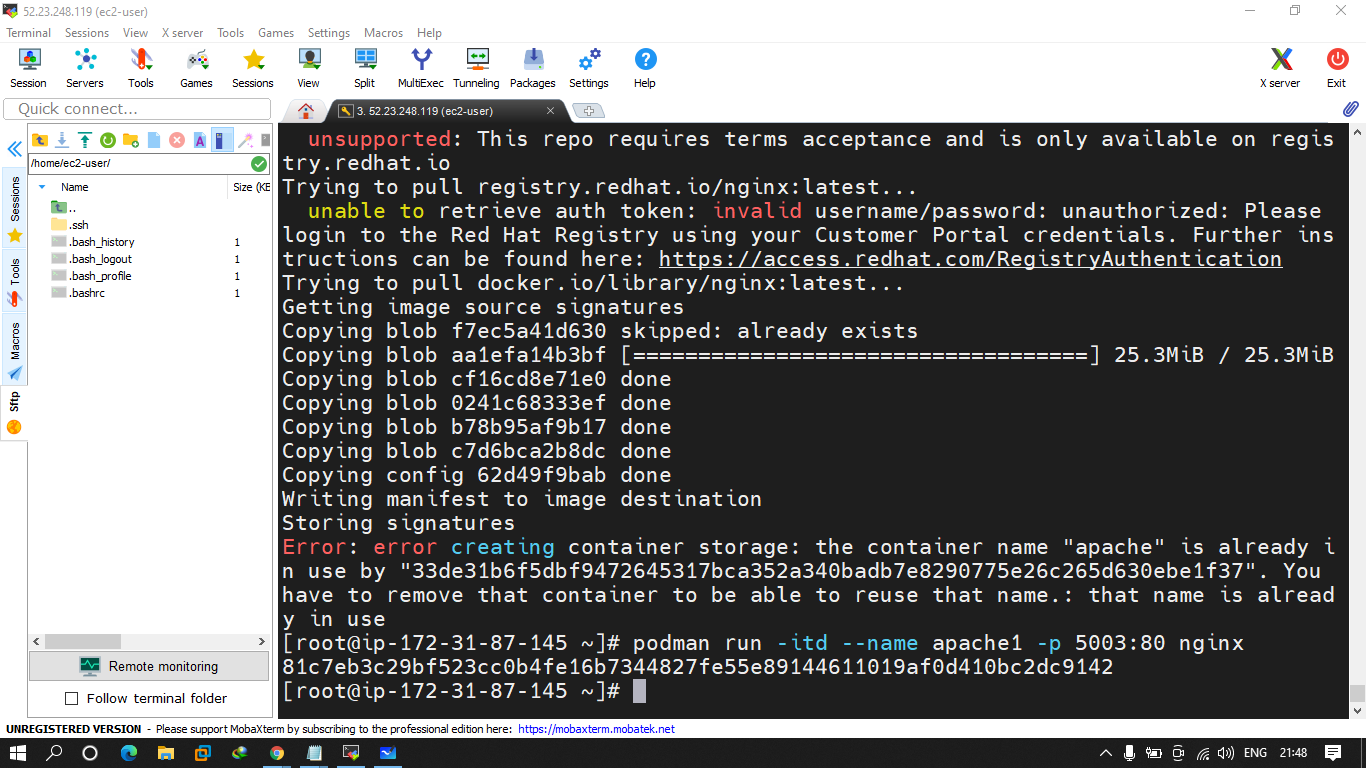 52.23.248.119 (ec2-user)
Terminal Sessions View X server Tools Games Settings Macros Help
Session Servers Tools Games Sessions View Split MultiExec Tunneling Packages Settings Help X server Exit
Quick connect...
3. 52.23.248.119 (ec2-user)
/home/ec2-user/
Name Size (KB
..
.ssh
.bash_history 1
.bash_logout 1
.bash_profile 1
.bashrc 1
Sessions
Tools
Macros
Sftp
Remote monitoring
Follow terminal folder
unsupported: This repo requires terms acceptance and is only available on regis
try.redhat.io
Trying to pull registry.redhat.io/nginx:latest...
unable to retrieve auth token: invalid username/password: unauthorized: Please
login to the Red Hat Registry using your Customer Portal credentials. Further ins
tructions can be found here: https://access.redhat.com/RegistryAuthentication
Trying to pull docker.io/library/nginx:latest...
Getting image source signatures
Copying blob f7ec5a41d630 skipped: already exists
Copying blob aa1efa14b3bf [===================================] 25.3MiB / 25.3MiB
Copying blob cf16cd8e71e0 done
Copying blob 0241c68333ef done
Copying blob b78b95af9b17 done
Copying blob c7d6bca2b8dc done
Copying config 62d49f9bab done
Writing manifest to image destination
Storing signatures
Error: error creating container storage: the container name "apache" is already i
n use by "33de31b6f5dbf9472645317bca352a340badb7e8290775e26c265d630ebe1f37". You
have to remove that container to be able to reuse that name.: that name is alread
y in use
[root@ip-172-31-87-145 ~]# podman run -itd --name apache1 -p 5003:80 nginx
81c7eb3c29bf523cc0b4fe16b7344827fe55e89144611019af0d410bc2dc9142
[root@ip-172-31-87-145 ~]#
UNREGISTERED VERSION - Please support MobaXterm by subscribing to the professional edition here: https://mobaxterm.mobatek.net
ENG 21:48